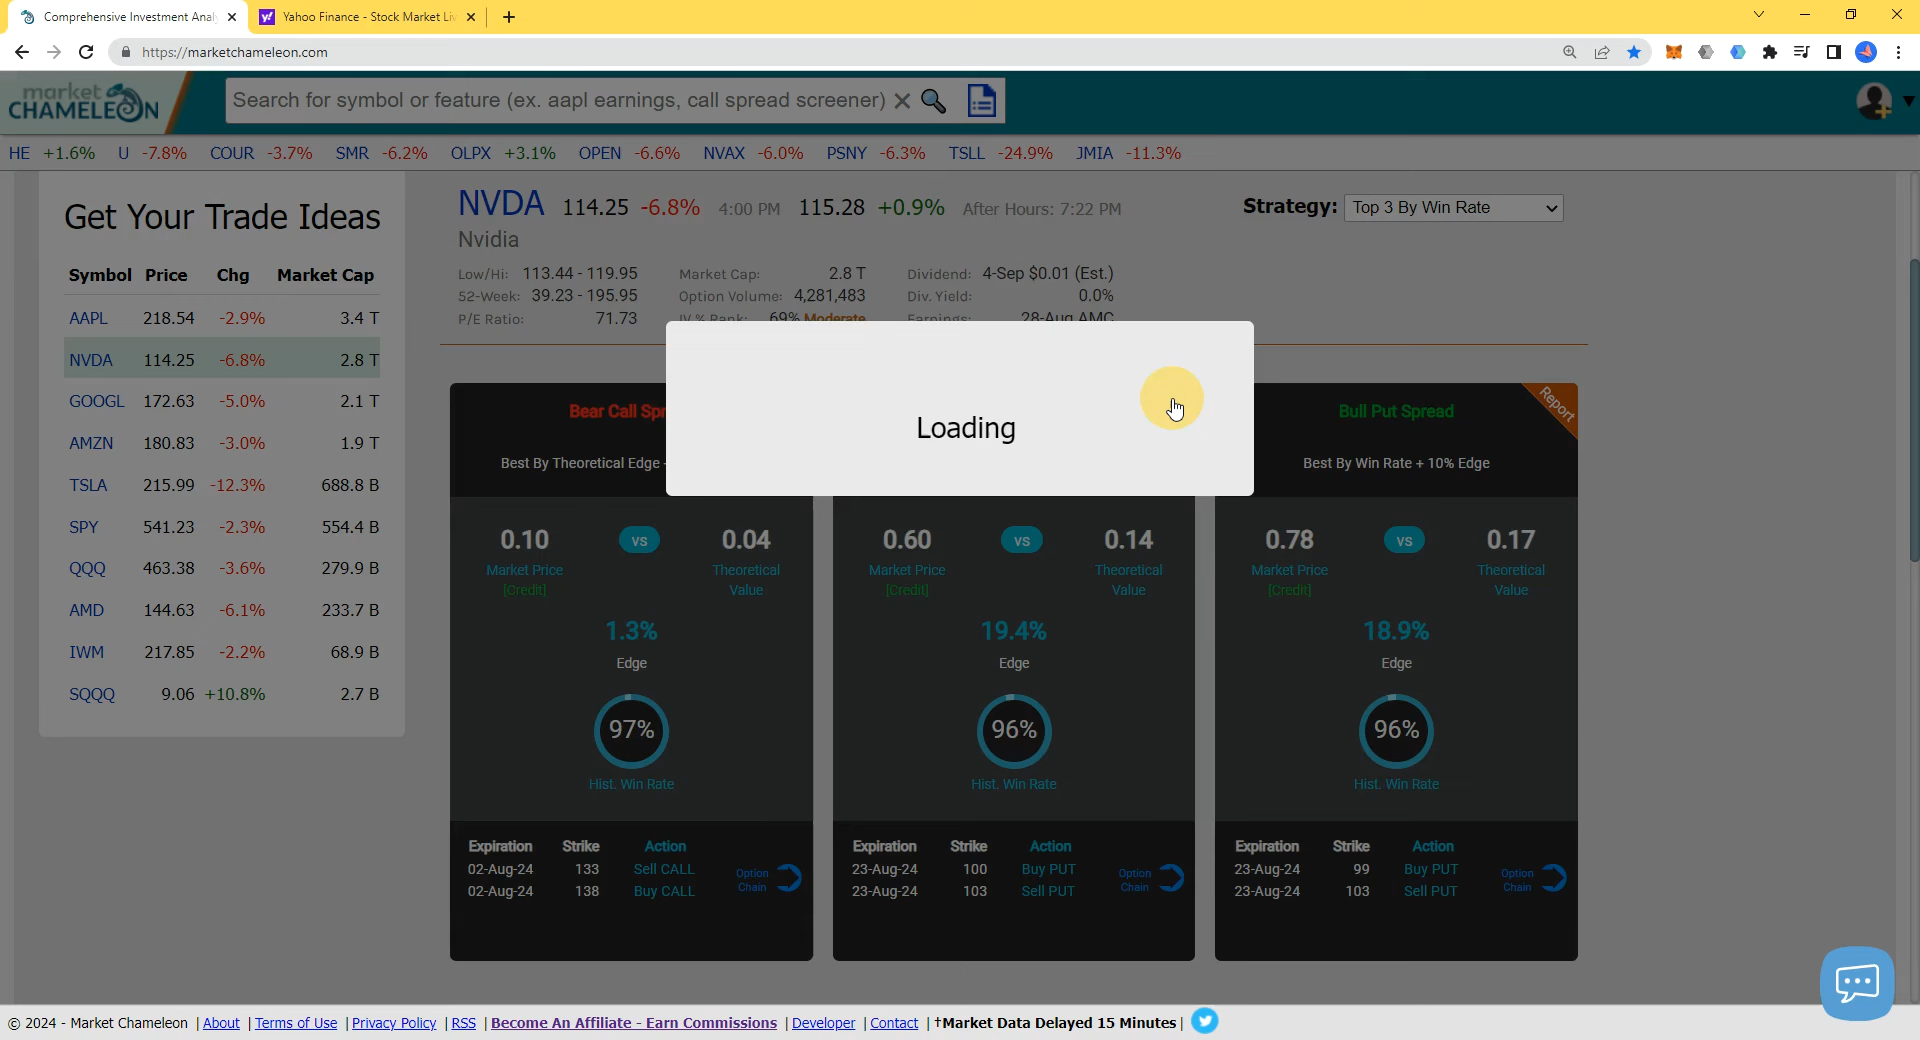 Comprehensive Investment Anal
Yahoo Finance - Stock Market Li
https://marketchameleon.com
market
CHAMELEON
Search for symbol or feature (ex. aapl earnings, call spread screener)
HE +1.6% U -7.8% COUR -3.7% SMR -6.2% OLPX +3.1% OPEN -6.6% NVAX -6.0% PSNY -6.3% TSLL -24.9% JMIA -11.3%
Get Your Trade Ideas
Symbol Price Chg Market Cap
AAPL 218.54 -2.9% 3.4 T
NVDA 114.25 -6.8% 2.8 T
GOOGL 172.63 -5.0% 2.1 T
AMZN 180.83 -3.0% 1.9 T
TSLA 215.99 -12.3% 688.8 B
SPY 541.23 -2.3% 554.4 B
QQQ 463.38 -3.6% 279.9 B
AMD 144.63 -6.1% 233.7 B
IWM 217.85 -2.2% 68.9 B
SQQQ 9.06 +10.8% 2.7 B
NVDA 114.25 -6.8% 4:00 PM 115.28 +0.9% After Hours: 7:22 PM
Strategy: Top 3 By Win Rate
Nvidia
Low/Hi: 113.44 - 119.95 Market Cap: 2.8 T Dividend: 4-Sep $0.01 (Est.)
52-Week: 39.23 - 195.95 Option Volume: 4,281,483 Div. Yield: 0.0%
P/E Ratio: 71.73 IV % Rank: 69% Moderate Earnings: 28-Aug AMC
Loading
Bear Call Spr
Best By Theoretical Edge
0.10 vs 0.04
Market Price Theoretical
[Credit] Value
1.3%
Edge
97%
Hist. Win Rate
Expiration Strike Action
02-Aug-24 133 Sell CALL
02-Aug-24 138 Buy CALL
Option
Chain
0.60 vs 0.14
Market Price Theoretical
[Credit] Value
19.4%
Edge
96%
Hist. Win Rate
Expiration Strike Action
23-Aug-24 100 Buy PUT
23-Aug-24 103 Sell PUT
Option
Chain
Bull Put Spread
Report
Best By Win Rate + 10% Edge
0.78 vs 0.17
Market Price Theoretical
[Credit] Value
18.9%
Edge
96%
Hist. Win Rate
Expiration Strike Action
23-Aug-24 99 Buy PUT
23-Aug-24 103 Sell PUT
Option
Chain
© 2024 - Market Chameleon | About | Terms of Use | Privacy Policy | RSS | Become An Affiliate - Earn Commissions | Developer | Contact | †Market Data Delayed 15 Minutes |